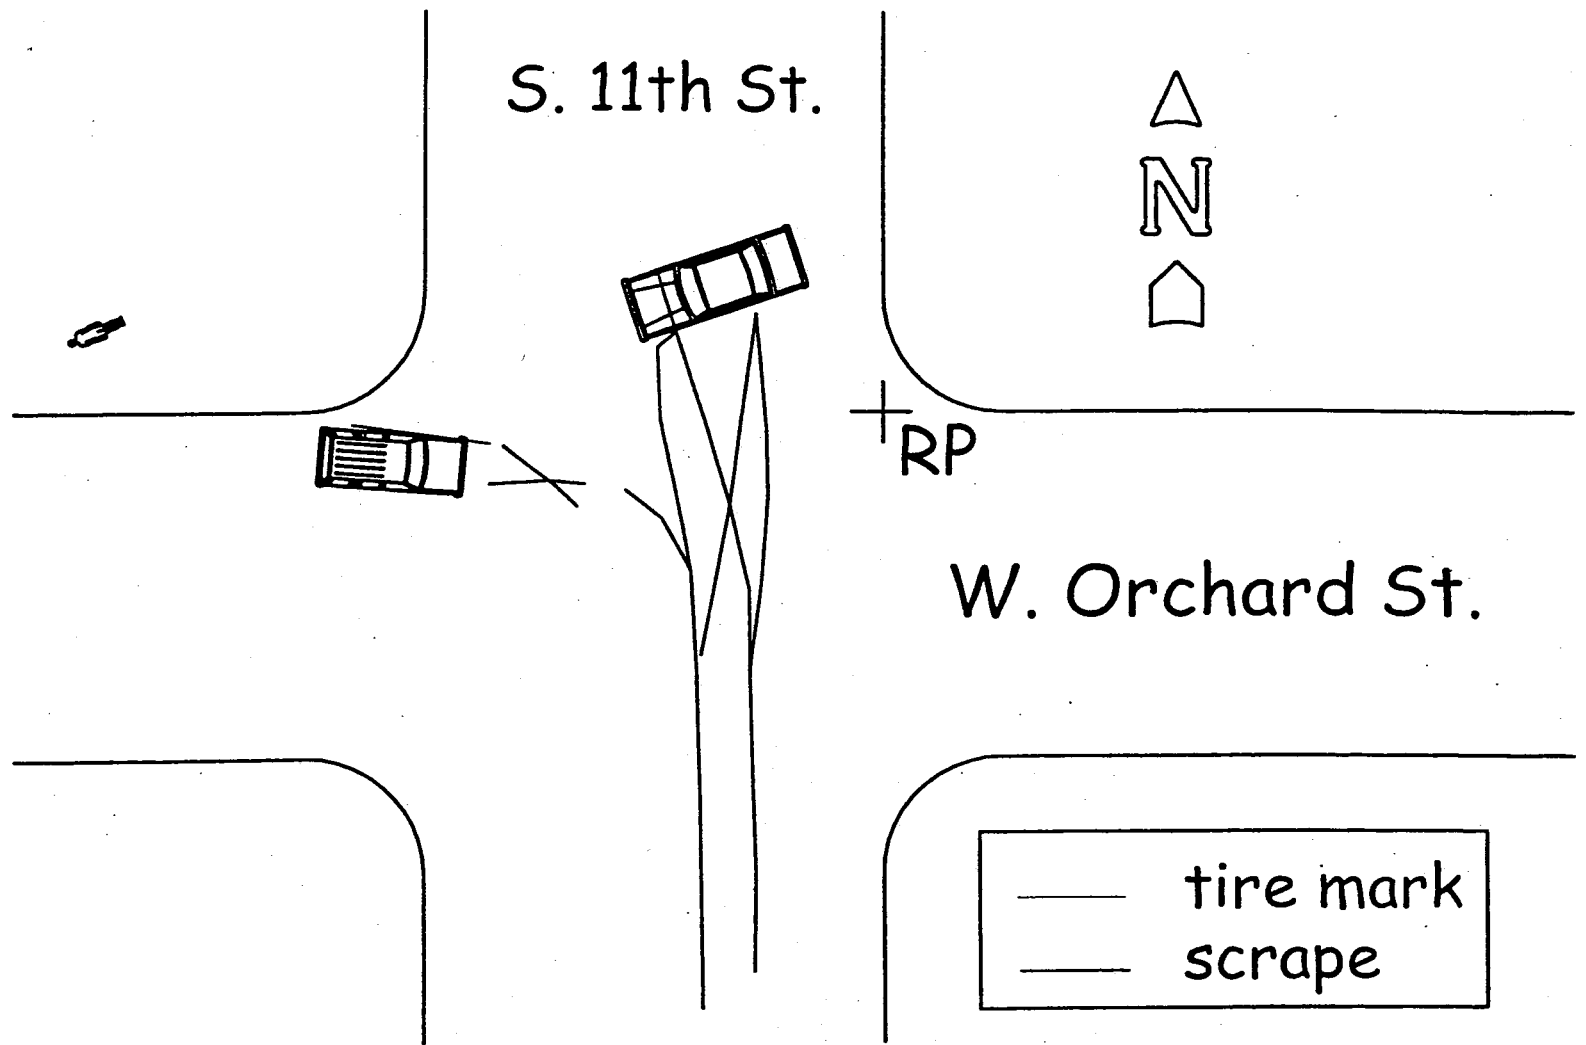 S. 11th St.
N
RP
W. Orchard St.
tire mark
scrape